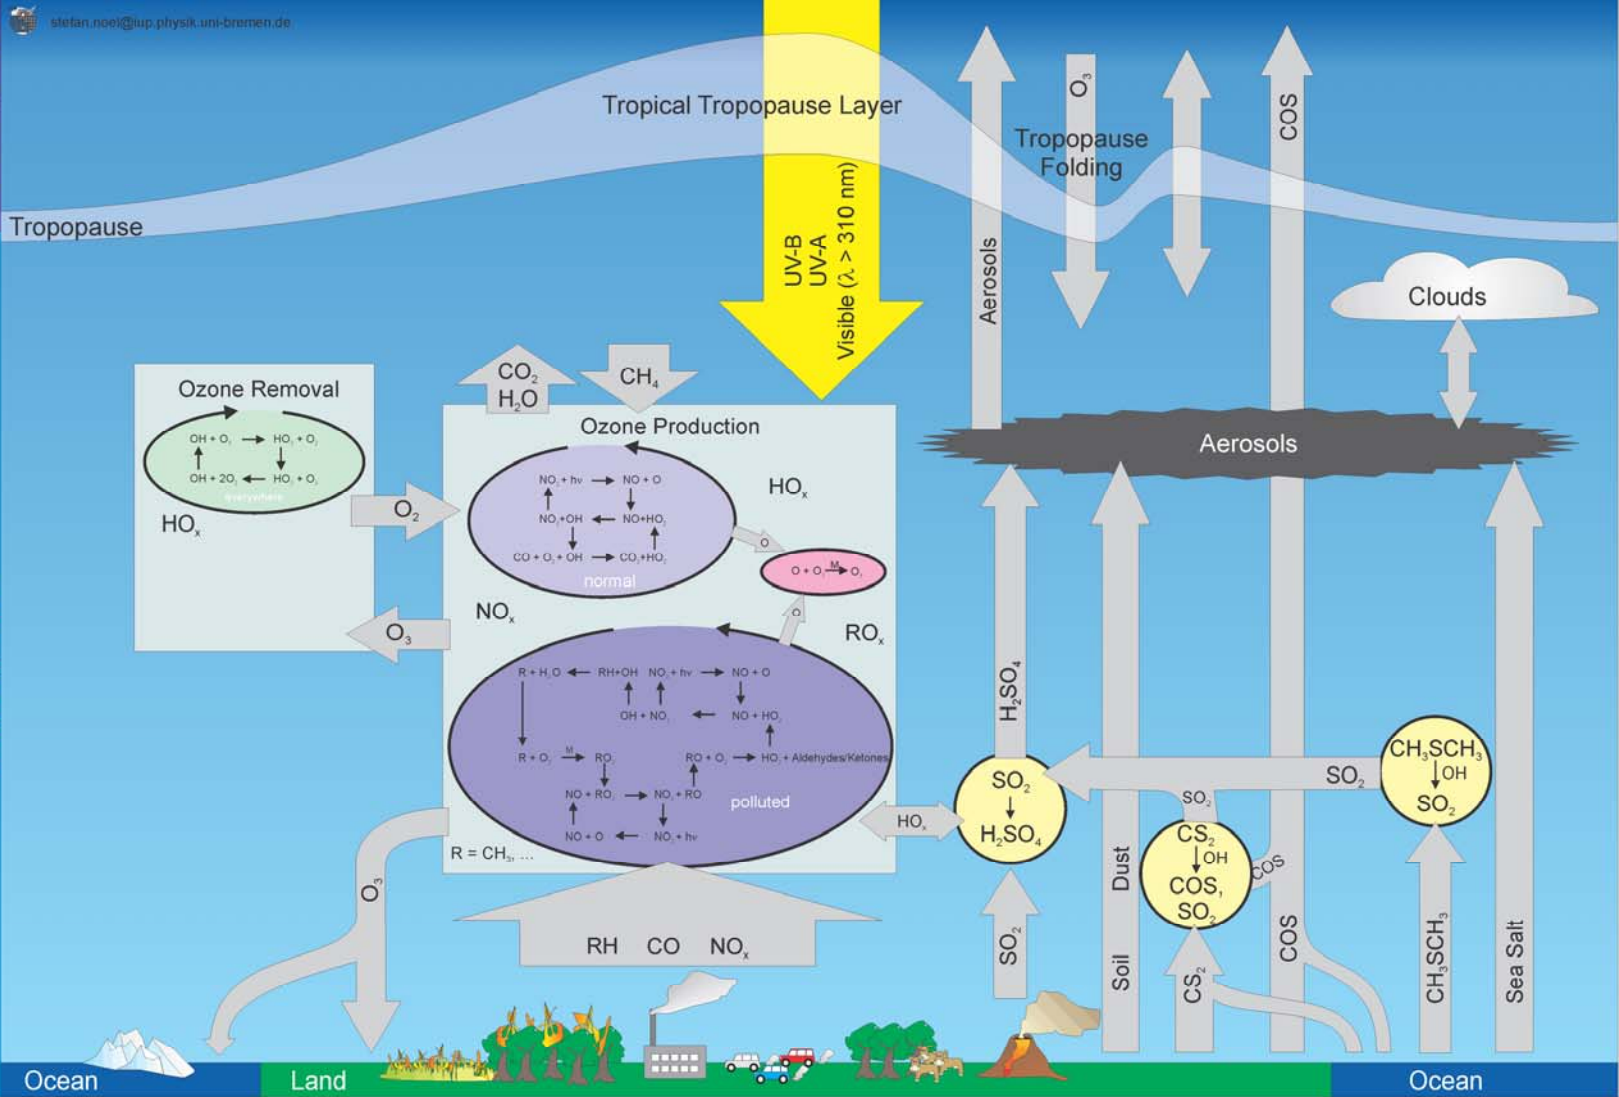 stefan.noel@iup.physik.uni-bremen.de
Tropical Tropopause Layer
Tropopause
Folding
Tropopause
O₃
COS
Aerosols
UV-B
UV-A
Visible (λ > 310 nm)
Clouds
Aerosols
CO₂
H₂O
CH₄
Ozone Removal
OH + O₃ HO₂ + O₂
OH + 2O₂ HO₂ + O₃
everywhere
HOₓ
O₂
O₃
Ozone Production
NO₂ + hν NO + O
NO₂+OH NO+HO₂
CO + O₂ + OH CO₂+HO₂
normal
HOₓ
O
O + O₂ M O₃
O
NOₓ
ROₓ
R + H₂O RH+OH NO₂ + hν NO + O
OH + NO₂ NO + HO₂
R + O₂ M RO₂ RO + O₂ HO₂ + Aldehydes/Ketones
NO + RO₂ NO₂ + RO
polluted
NO + O NO₂ + hν
R = CH₃, ...
HOₓ
O₃
RH CO NOₓ
H₂SO₄
SO₂
H₂SO₄
SO₂
SO₂
SO₂
CH₃SCH₃
OH
SO₂
CS₂
OH
COS,
SO₂
COS
Soil Dust
CS₂
COS
CH₃SCH₃
Sea Salt
Ocean
Land
Ocean